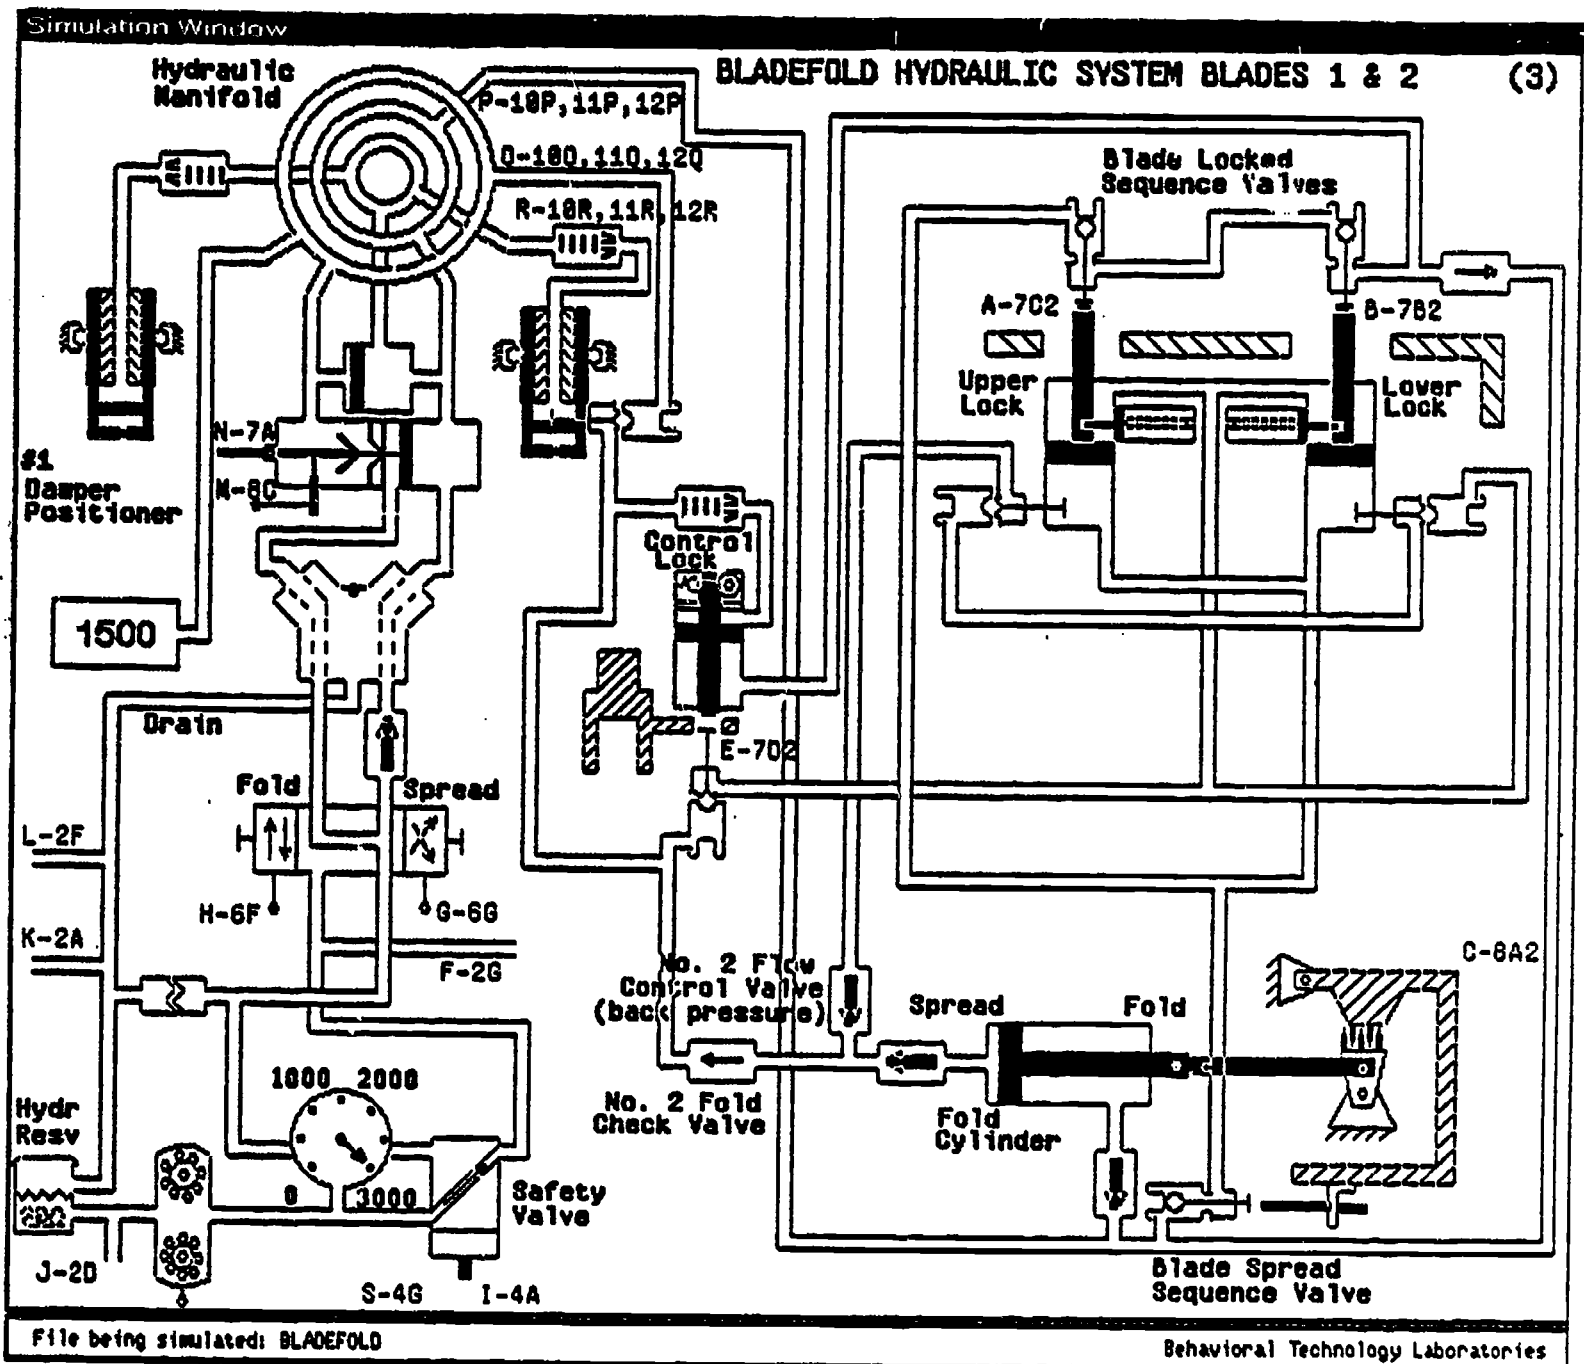 Simulation Window
BLADEFOLD HYDRAULIC SYSTEM BLADES 1 & 2 (3)
Hydraulic
Manifold
P-10P,11P,12P
O-10O,11O,12O
R-10R,11R,12R
Blade Locked
Sequence Valves
A-7C2
B-7B2
Upper
Lock
Lower
Lock
N-7A
M-8C
#1
Damper
Positioner
Control
Lock
1500
Drain
E-7D2
Fold
Spread
L-2F
H-6F
G-6G
K-2A
F-2G
No. 2 Flow
Control Valve
(back pressure)
C-8A2
Spread
Fold
1000 2000
0 3000
No. 2 Fold
Check Valve
Fold
Cylinder
Hydr
Resv
Safety
Valve
J-2D
S-4G
I-4A
Blade Spread
Sequence Valve
File being simulated: BLADEFOLD
Behavioral Technology Laboratories